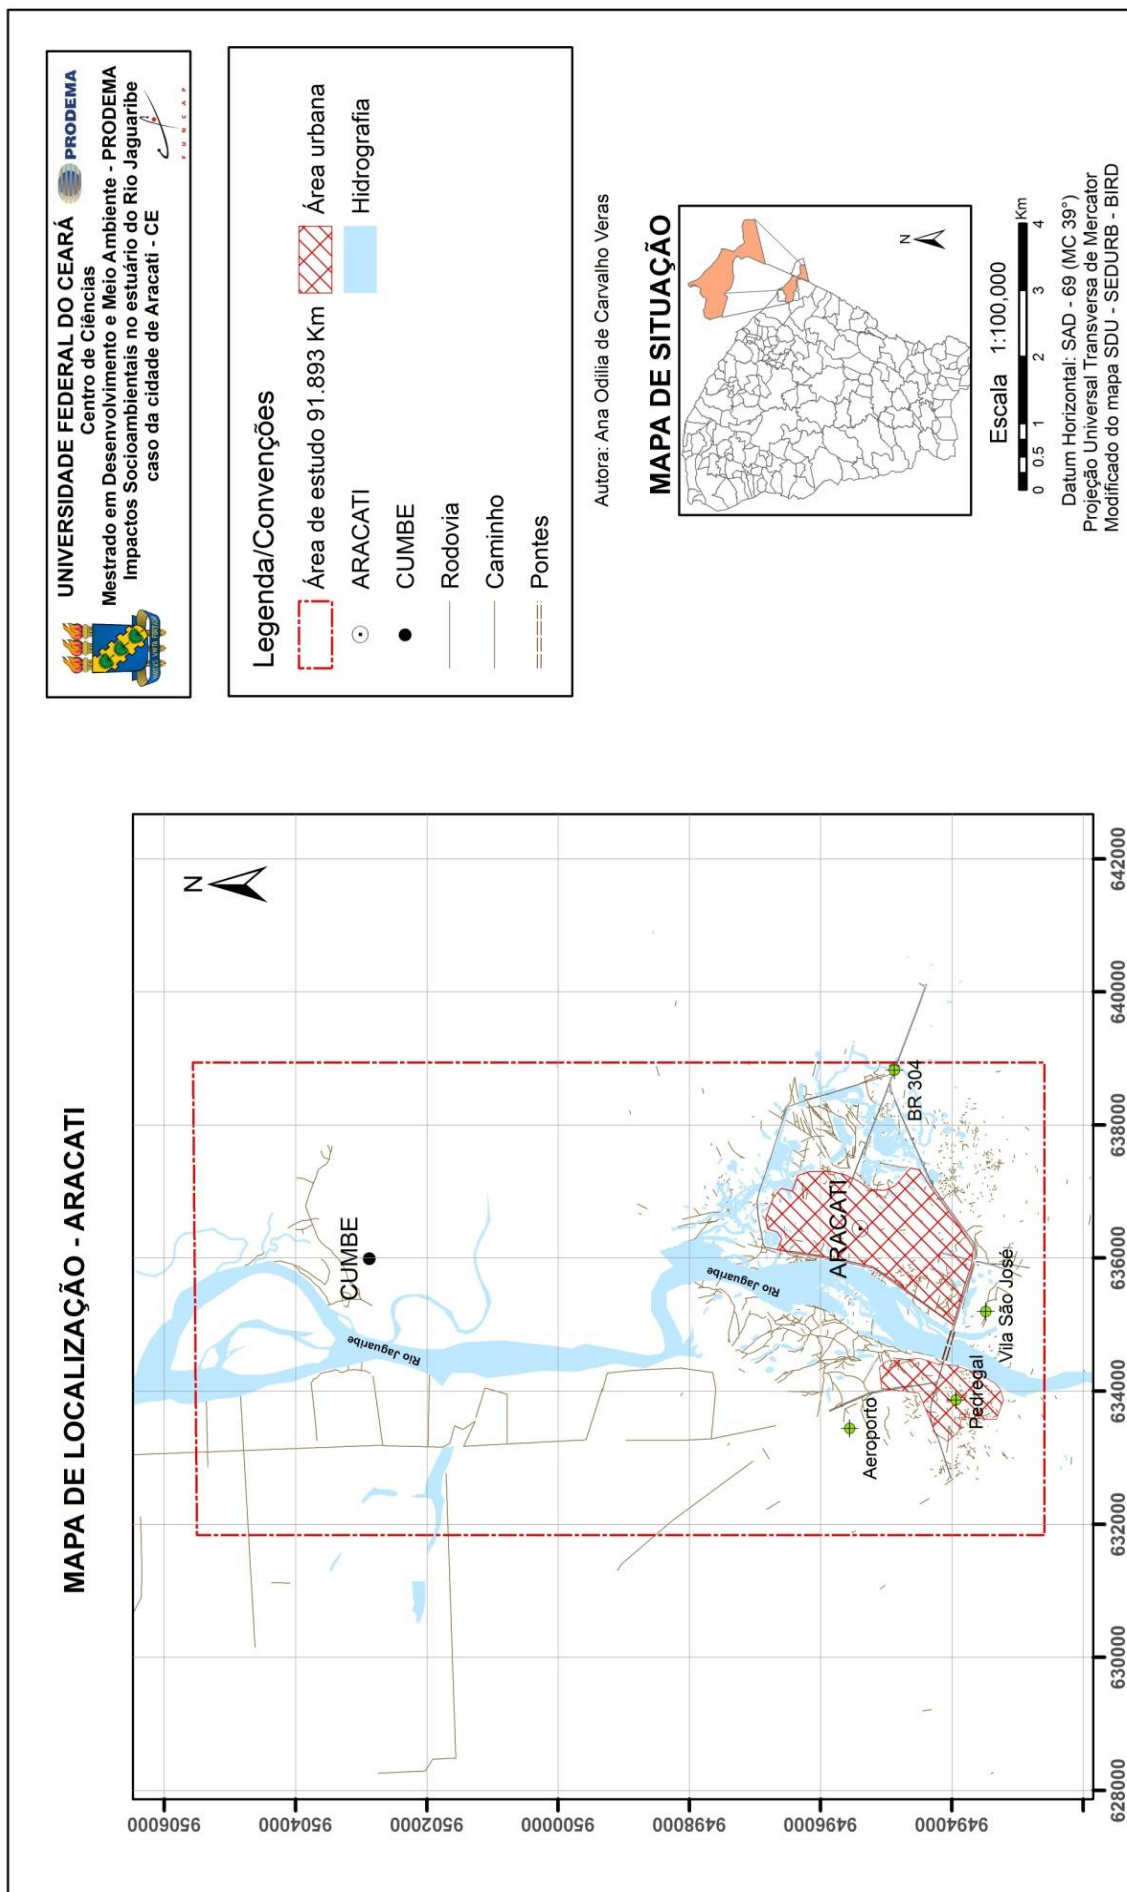 MAPA DE LOCALIZAÇÃO - ARACATI
N
CUMBE
Rio Jaguaribe
Rio Jaguaribe
ARACATI
BR 304
Aeroporto
Pedregal
Vila São José
9506000
9504000
9502000
9500000
9498000
9496000
9494000
628000
630000
632000
634000
636000
638000
640000
642000
UNIVERSIDADE FEDERAL DO CEARÁ
PRODEMA
Centro de Ciências
Mestrado em Desenvolvimento e Meio Ambiente - PRODEMA
Impactos Socioambientais no estuário do Rio Jaguaribe
caso da cidade de Aracati - CE
FUNCAP
Legenda/Convenções
Área de estudo 91.893 Km
Área urbana
ARACATI
Hidrografia
CUMBE
Rodovia
Caminho
Pontes
Autora: Ana Odilia de Carvalho Veras
MAPA DE SITUAÇÃO
N
Escala 1:100,000
0 0.5 1 2 3 4
Km
Datum Horizontal: SAD - 69 (MC 39°)
Projeção Universal Transversa de Mercator
Modificado do mapa SDU - SEDURB - BIRD